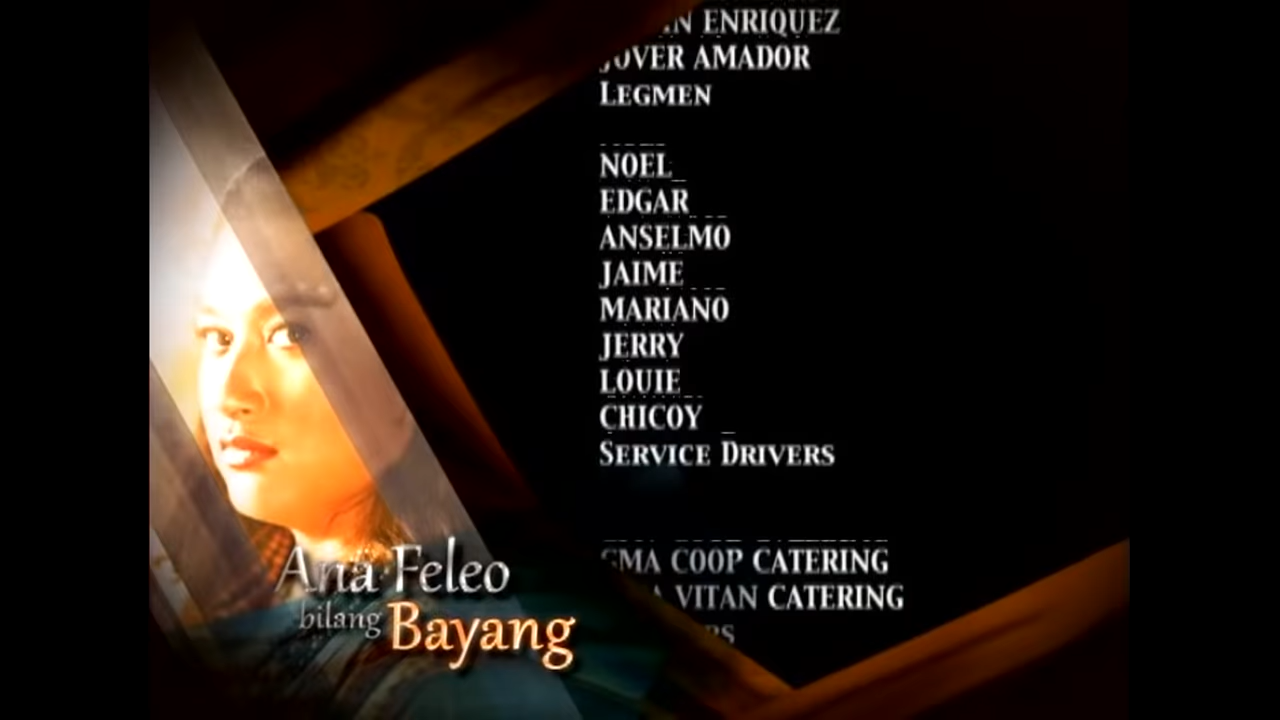 ENRIQUEZ
JOVER AMADOR
LEGMEN
NOEL
EDGAR
ANSELMO
JAIME
MARIANO
JERRY
LOUIE
CHICOY
SERVICE DRIVERS
GMA COOP CATERING
VITAN CATERING
Ana Feleo
bilang Bayang